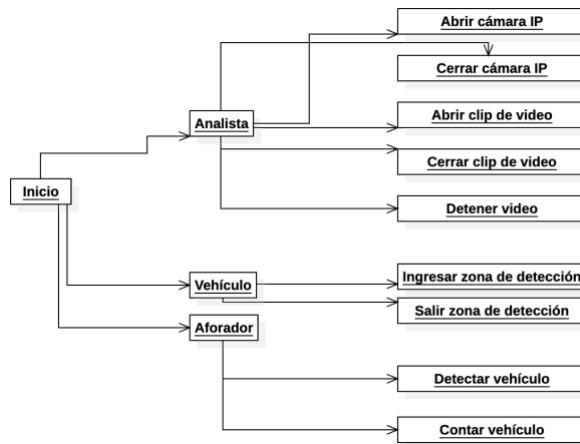 Abrir cámara IP
Cerrar cámara IP
Analista
Abrir clip de video
Cerrar clip de video
Inicio
Detener video
Vehículo
Ingresar zona de detección
Salir zona de detección
Aforador
Detectar vehículo
Contar vehículo